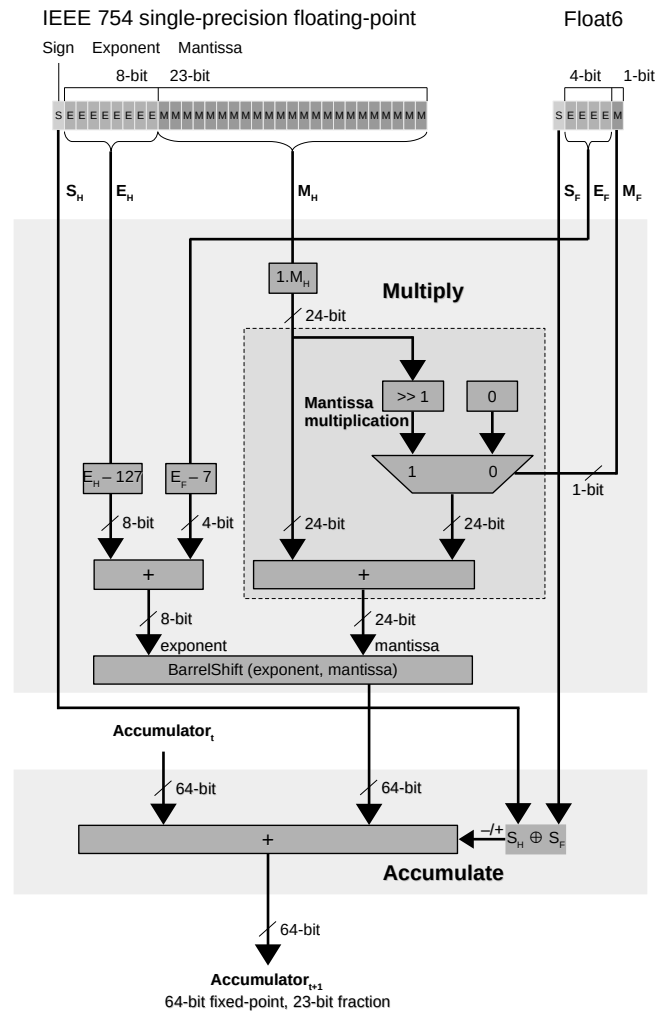 IEEE 754 single-precision floating-point
Float6
Sign Exponent Mantissa
8-bit 23-bit
4-bit 1-bit
S E E E E E E E E M M M M M M M M M M M M M M M M M M M M M M M
S E E E E M
S_H E_H M_H
S_F E_F M_F
1.M_H
Multiply
24-bit
Mantissa
multiplication
>> 1
0
1 0
1-bit
E_H – 127
E_F – 7
8-bit 4-bit
24-bit 24-bit
+
+
8-bit 24-bit
exponent mantissa
BarrelShift (exponent, mantissa)
Accumulator_t
64-bit 64-bit
+
–/+
S_H ⊕ S_F
Accumulate
64-bit
Accumulator_t+1
64-bit fixed-point, 23-bit fraction